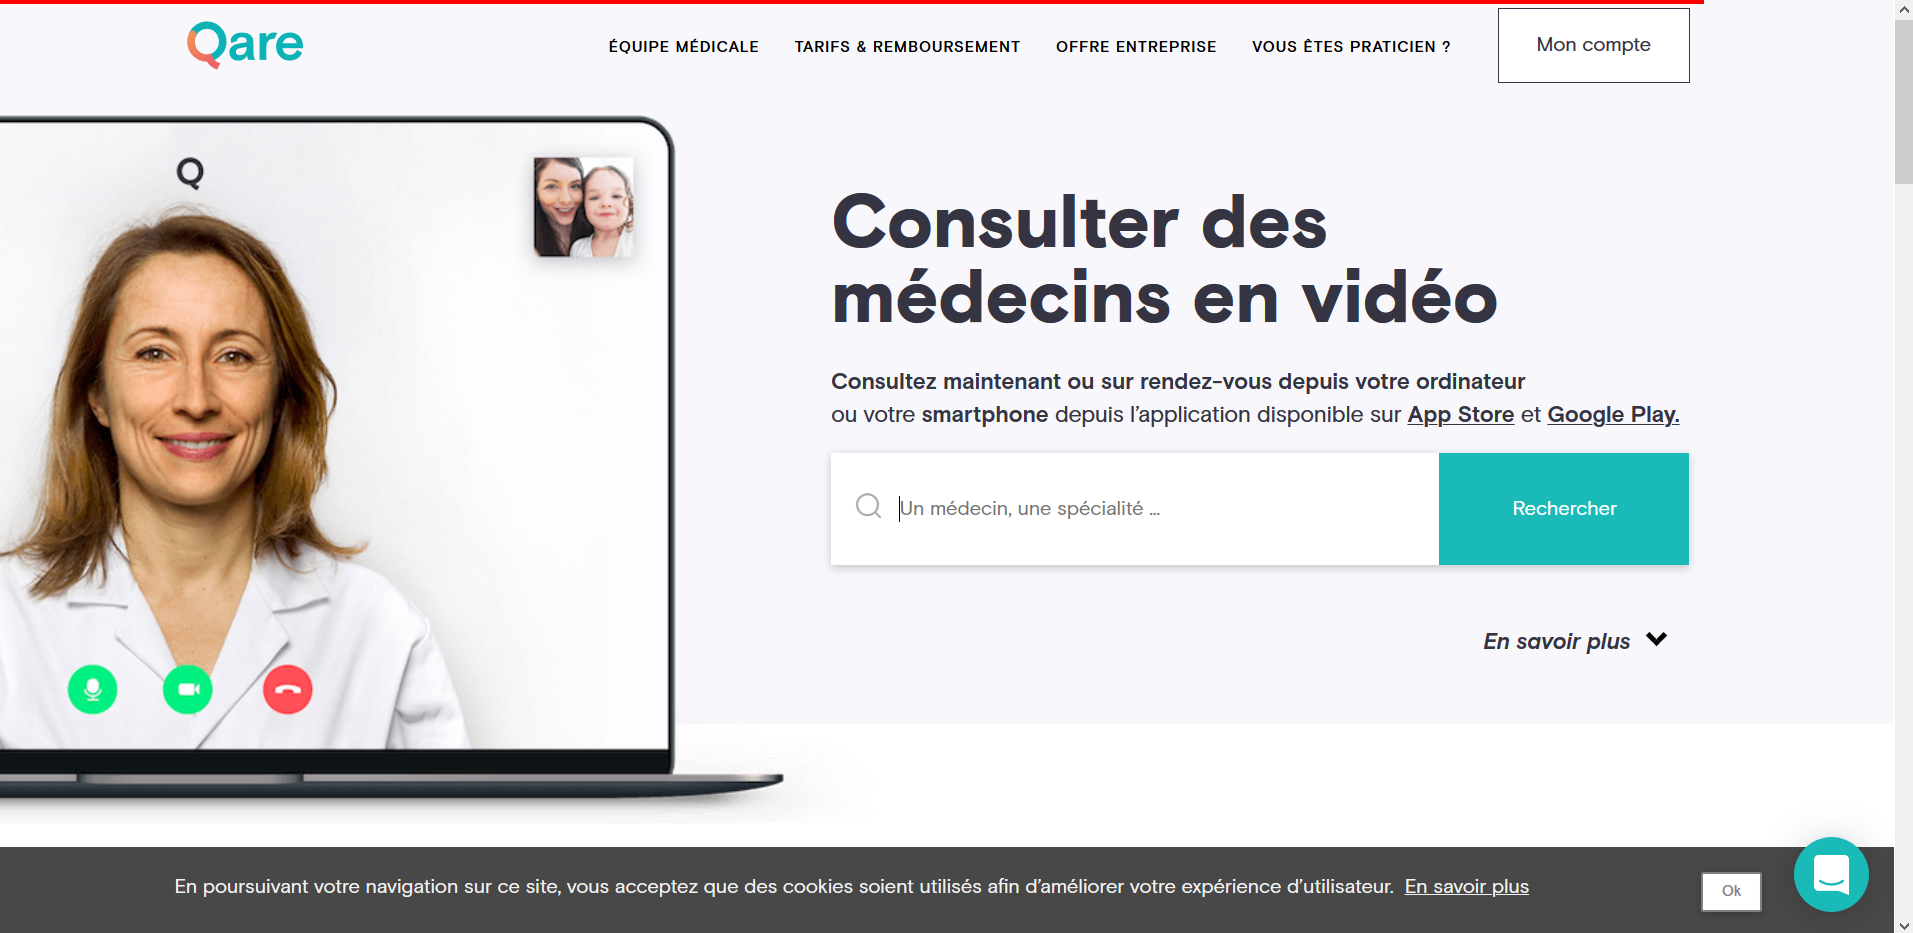 Qare
ÉQUIPE MÉDICALE
TARIFS & REMBOURSEMENT
OFFRE ENTREPRISE
VOUS ÊTES PRATICIEN ?
Mon compte
Q
Consulter des
médecins en vidéo
Consultez maintenant ou sur rendez-vous depuis votre ordinateur
ou votre smartphone depuis l’application disponible sur App Store et Google Play.
Un médecin, une spécialité ...
Rechercher
En savoir plus
En poursuivant votre navigation sur ce site, vous acceptez que des cookies soient utilisés afin d’améliorer votre expérience d’utilisateur. En savoir plus
Ok